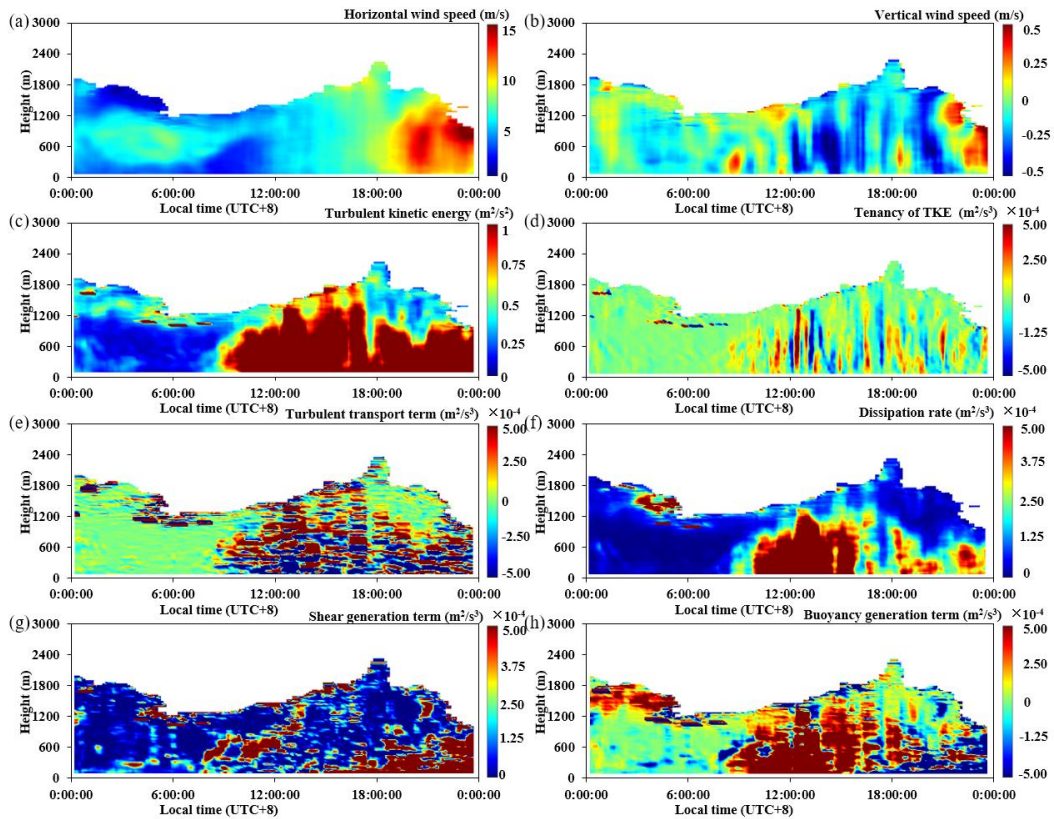 (a) Horizontal wind speed (m/s)
3000
2400
1800
1200
600
0
Height (m)
0:00:00 6:00:00 12:00:00 18:00:00 0:00:00
Local time (UTC+8)
15
10
5
0
(b) Vertical wind speed (m/s)
3000
2400
1800
1200
600
0
Height (m)
0:00:00 6:00:00 12:00:00 18:00:00 0:00:00
Local time (UTC+8)
0.5
0.25
0
-0.25
-0.5
(c) Turbulent kinetic energy (m²/s²)
3000
2400
1800
1200
600
0
Height (m)
0:00:00 6:00:00 12:00:00 18:00:00 0:00:00
Local time (UTC+8)
1
0.75
0.5
0.25
0
(d) Tenancy of TKE (m²/s³) ×10⁻⁴
3000
2400
1800
1200
600
0
Height (m)
0:00:00 6:00:00 12:00:00 18:00:00 0:00:00
Local time (UTC+8)
5.00
2.50
0
-1.25
-5.00
(e) Turbulent transport term (m²/s³) ×10⁻⁴
3000
2400
1800
1200
600
0
Height (m)
0:00:00 6:00:00 12:00:00 18:00:00 0:00:00
Local time (UTC+8)
5.00
2.50
0
-2.50
-5.00
(f) Dissipation rate (m²/s³) ×10⁻⁴
3000
2400
1800
1200
600
0
Height (m)
0:00:00 6:00:00 12:00:00 18:00:00 0:00:00
Local time (UTC+8)
5.00
3.75
2.50
1.25
0
(g) Shear generation term (m²/s³) ×10⁻⁴
3000
2400
1800
1200
600
0
Height (m)
0:00:00 6:00:00 12:00:00 18:00:00 0:00:00
Local time (UTC+8)
5.00
3.75
2.50
1.25
0
(h) Buoyancy generation term (m²/s³) ×10⁻⁴
3000
2400
1800
1200
600
0
Height (m)
0:00:00 6:00:00 12:00:00 18:00:00 0:00:00
Local time (UTC+8)
5.00
2.50
0
-2.50
-5.00